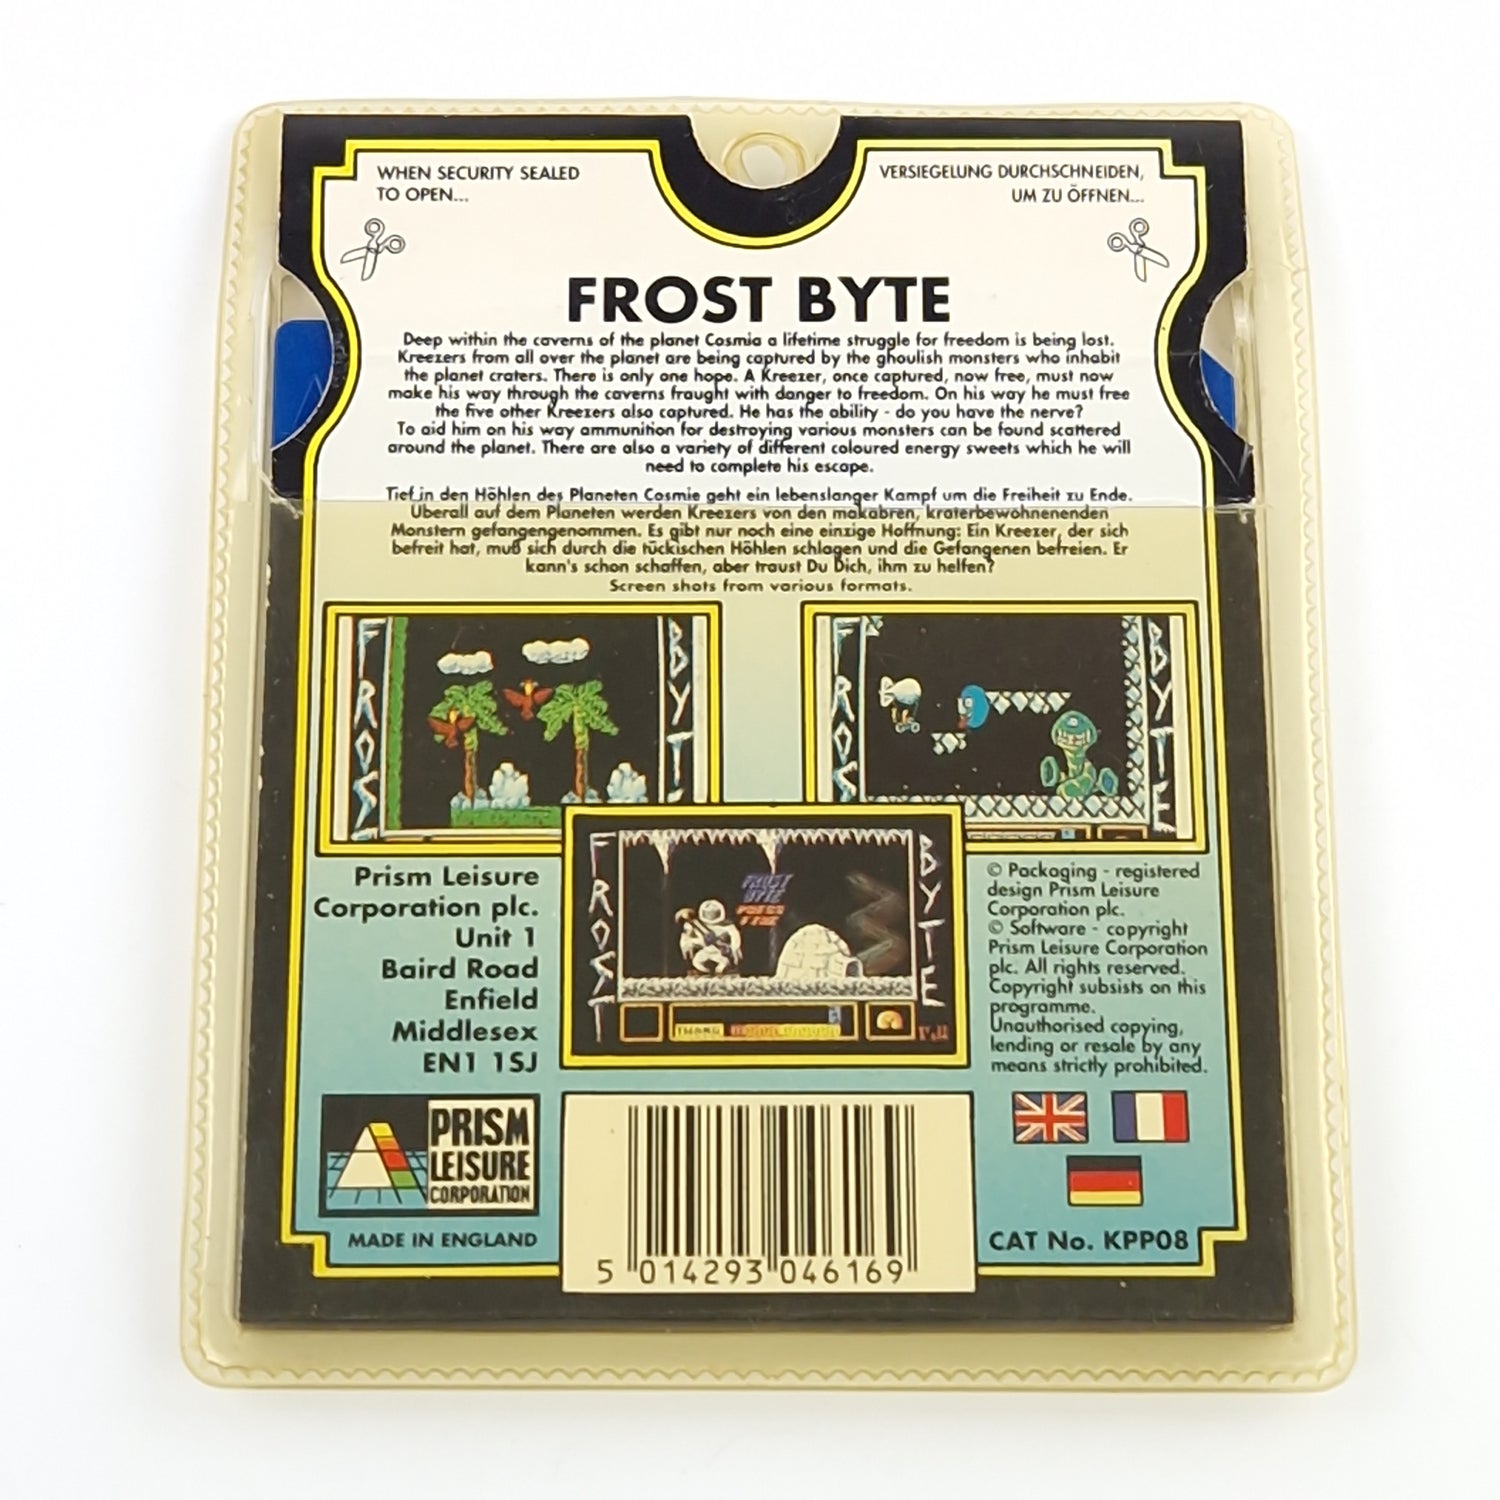 WHEN SECURITY SEALED
TO OPEN...
VERSIEGELUNG DURCHSCHNEIDEN,
UM ZU ÖFFNEN...
FROST BYTE
Deep within the caverns of the planet Cosmia a lifetime struggle for freedom is being lost.
Kreezers from all over the planet are being captured by the ghoulish monsters who inhabit
the planet craters. There is only one hope. A Kreezer, once captured, now free, must now
make his way through the caverns fraught with danger to freedom. On his way he must free
the five other Kreezers also captured. He has the ability - do you have the nerve?
To aid him on his way ammunition for destroying various monsters can be found scattered
around the planet. There are also a variety of different coloured energy sweets which he will
need to complete his escape.
Tief in den Höhlen des Planeten Cosmie geht ein lebenslanger Kampf um die Freiheit zu Ende.
Überall auf dem Planeten werden Kreezers von den makabren, kraterbewohnenenden
Monstern gefangengenommen. Es gibt nur noch eine einzige Hoffnung: Ein Kreezer, der sich
befreit hat, muß sich durch die tückischen Höhlen schlagen und die Gefangenen befreien. Er
kann's schon schaffen, aber traust Du Dich, ihm zu helfen?
Screen shots from various formats.
FROS
BYT
FROS
BYTE
FROST
BYTE
FROST
BYTE
PRESS
FIRE
Prism Leisure
Corporation plc.
Unit 1
Baird Road
Enfield
Middlesex
EN1 1SJ
© Packaging - registered
design Prism Leisure
Corporation plc.
© Software - copyright
Prism Leisure Corporation
plc. All rights reserved.
Copyright subsists on this
programme.
Unauthorised copying,
lending or resale by any
means strictly prohibited.
PRISM
LEISURE
CORPORATION
MADE IN ENGLAND
5 014293 046169
CAT No. KPP08